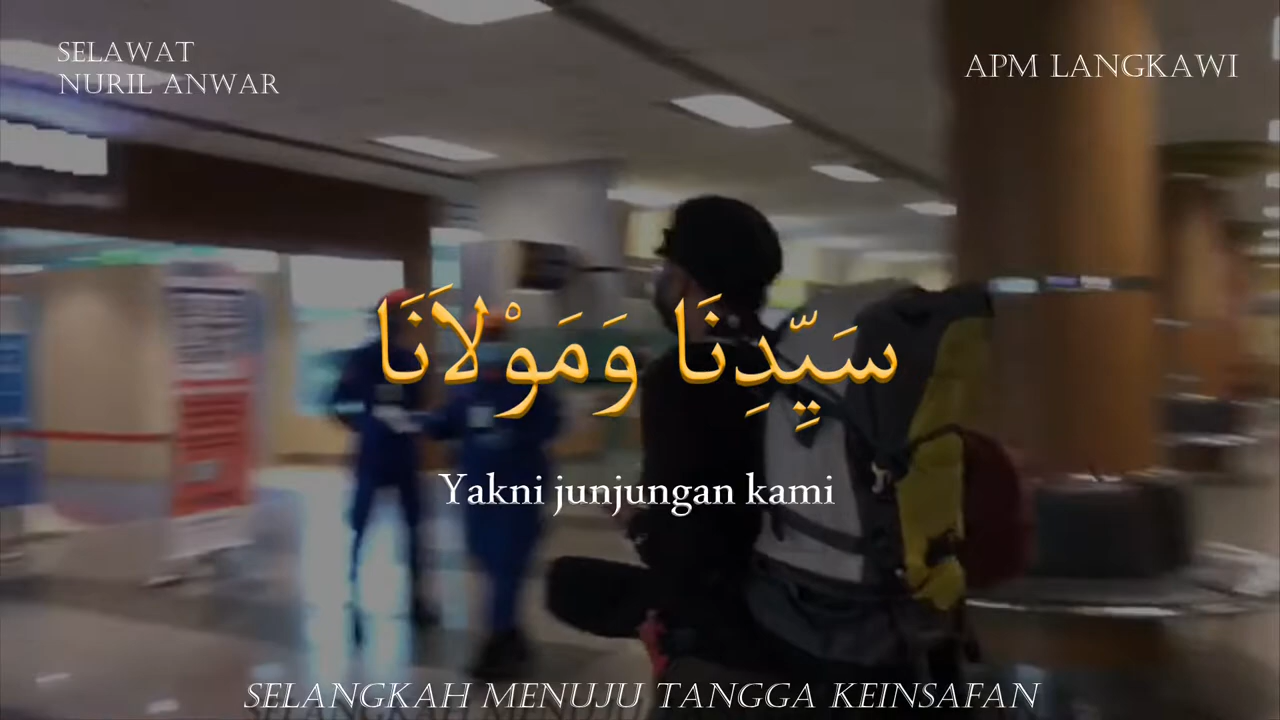 SELAWAT
NURIL ANWAR
APM LANGKAWI
سَيِّدِنَا وَمَوْلاَنَا
Yakni junjungan kami
SELANGKAH MENUJU TANGGA KEINSAFAN